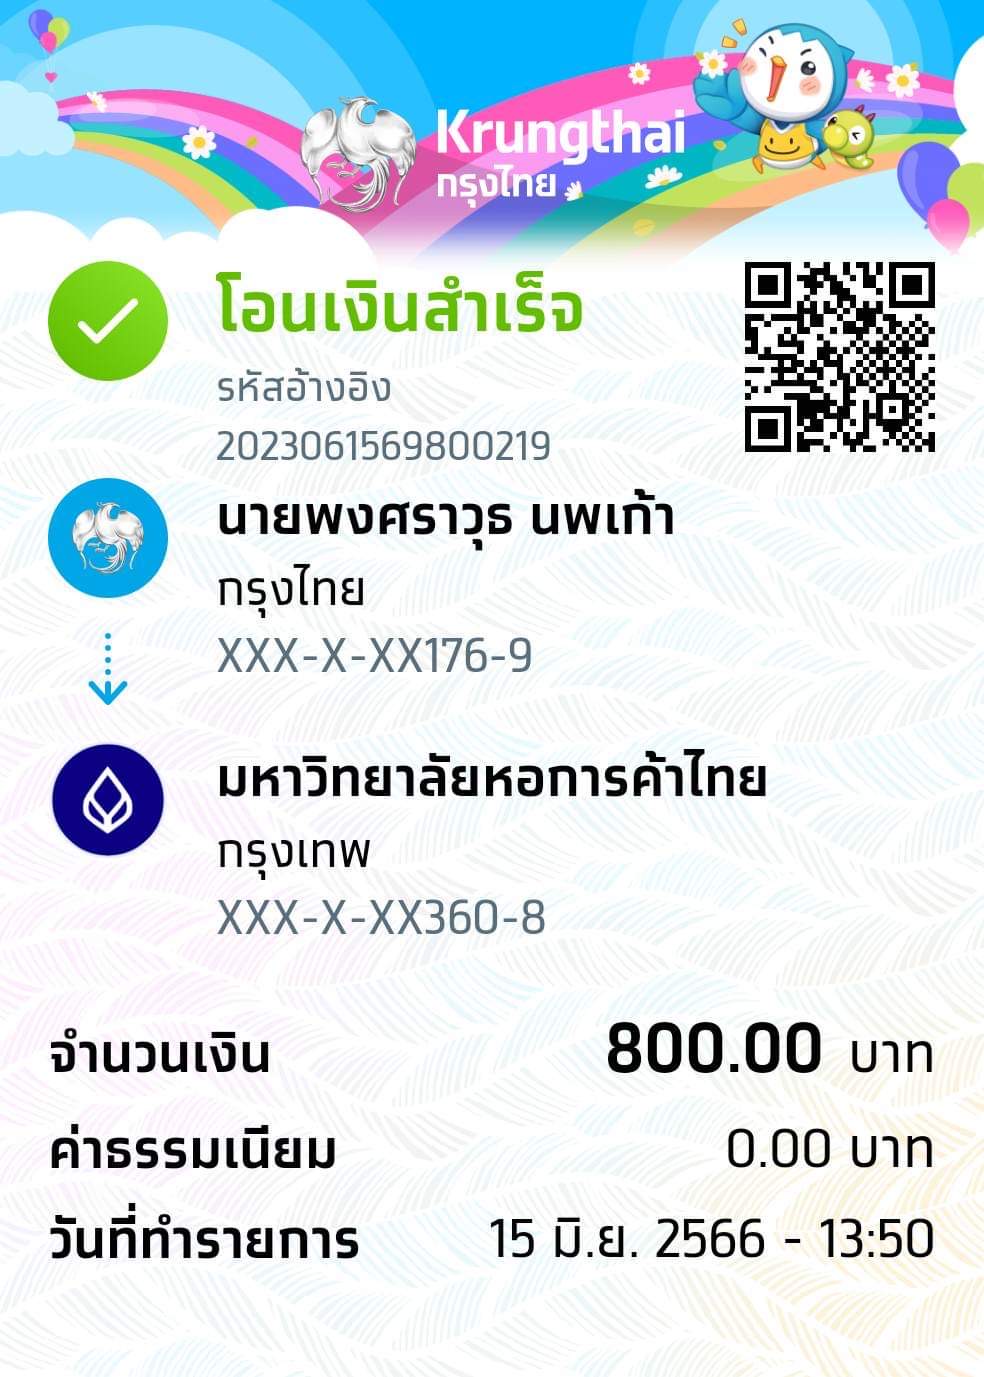 Krungthai
กรุงไทย
โอนเงินสำเร็จ
รหัสอ้างอิง
2023061569800219
นายพงศราวุธ นพเก้า
กรุงไทย
XXX-X-XX176-9
มหาวิทยาลัยหอการค้าไทย
กรุงเทพ
XXX-X-XX360-8
จำนวนเงิน 800.00 บาท
ค่าธรรมเนียม 0.00 บาท
วันที่ทำรายการ 15 มิ.ย. 2566 - 13:50